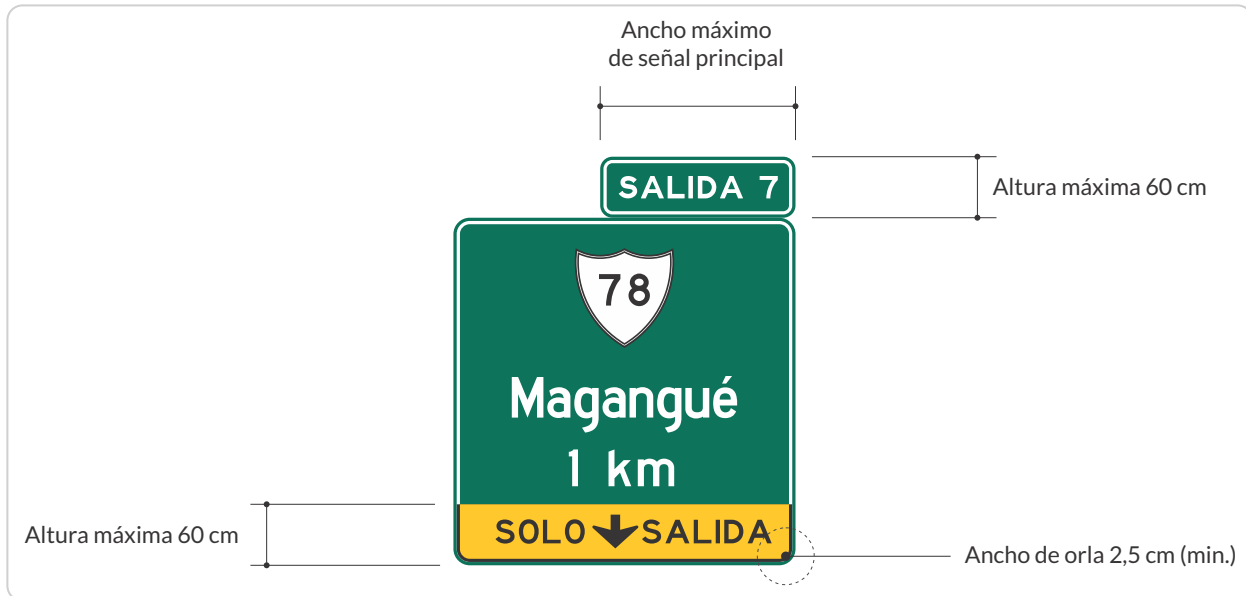 Ancho máximo
de señal principal
SALIDA 7
Altura máxima 60 cm
78
Magangué
1 km
SOLO SALIDA
Altura máxima 60 cm
Ancho de orla 2,5 cm (min.)